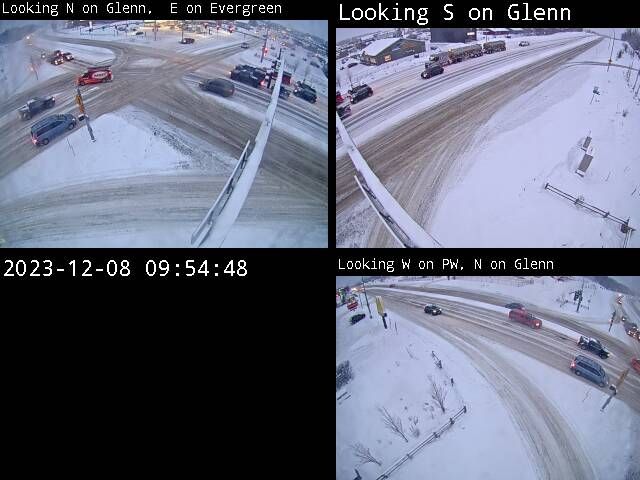 Looking N on Glenn,  E on Evergreen
Looking S on Glenn
2023-12-08 09:54:48
Looking W on PW, N on Glenn